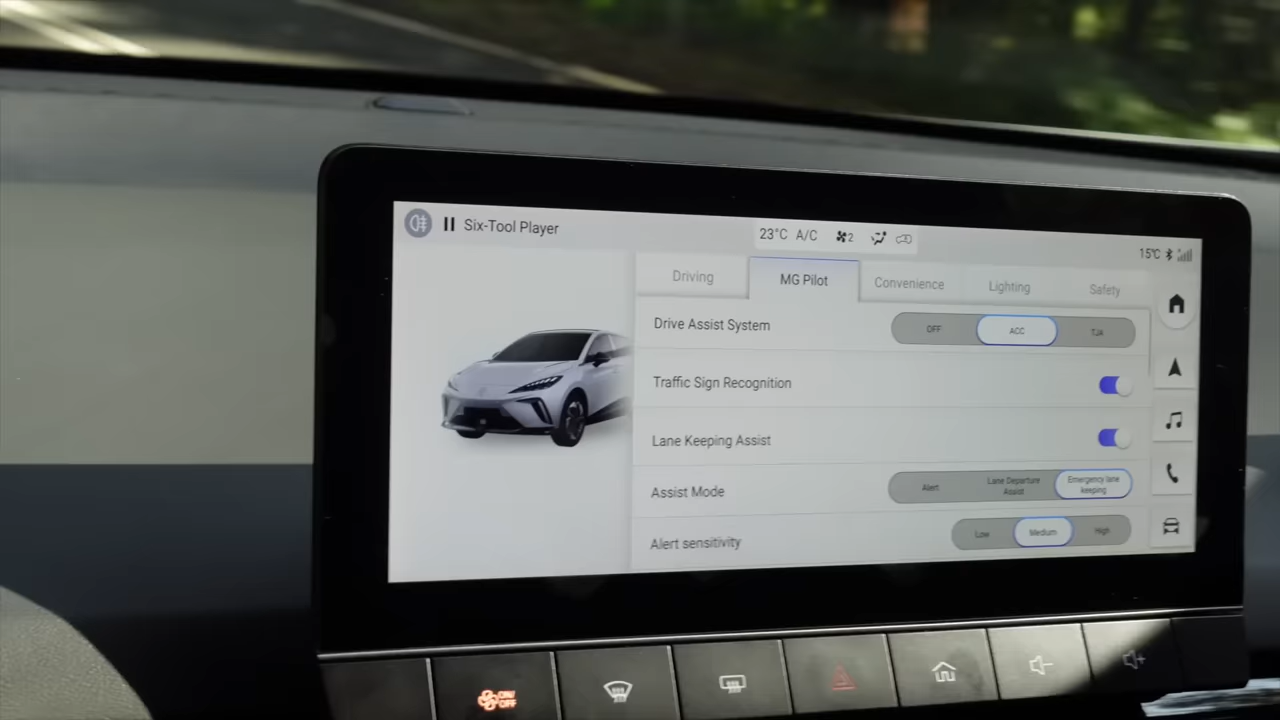 Six-Tool Player
23°C A/C 2
15°C
Driving
MG Pilot
Convenience
Lighting
Safety
Drive Assist System
OFF
ACC
TJA
Traffic Sign Recognition
Lane Keeping Assist
Assist Mode
Alert
Lane Departure
Assist
Emergency lane
keeping
Alert sensitivity
Low
Medium
High
ON/
OFF